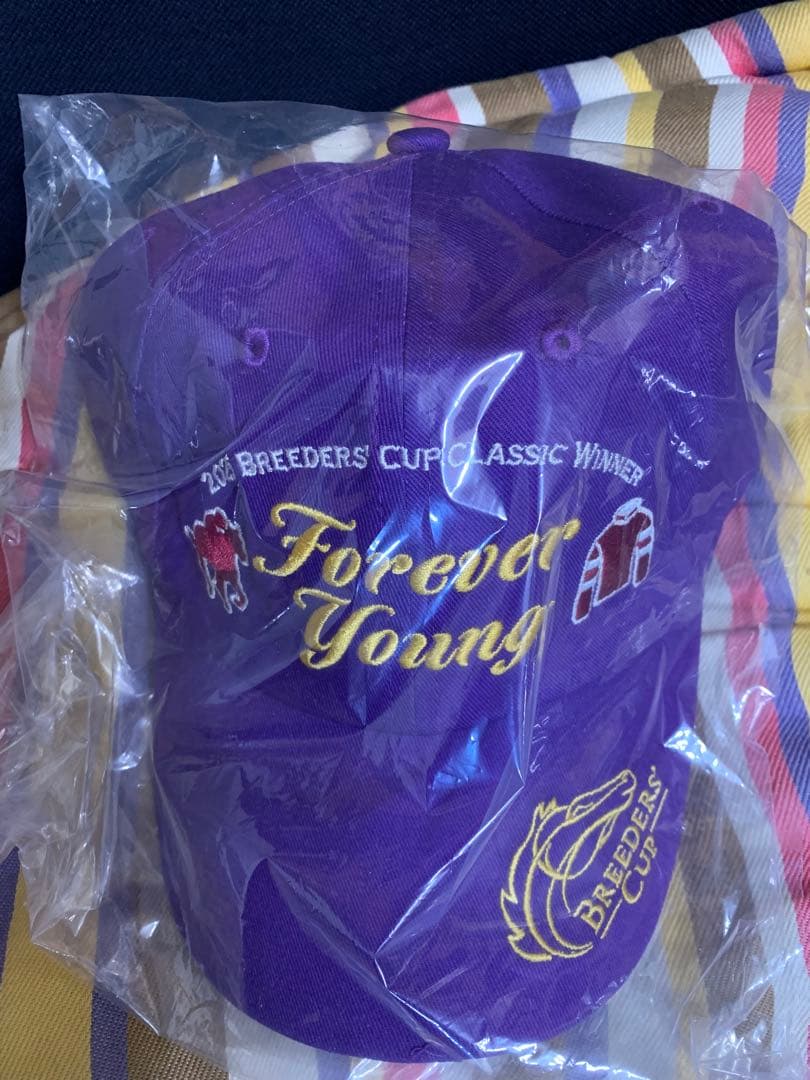 BREEDERS' CUP CLASSIC WINNER
Forever
Young
BREEDERS'
CUP